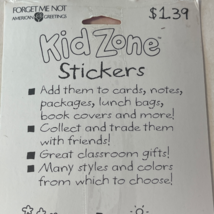 FORGET ME NOT
AMERICAN GREETINGS
$1.39
Kid Zone
Stickers
Add them to cards, notes,
packages, lunch bags,
book covers and more!
Collect and trade them
with friends!
Great classroom gifts!
Many styles and colors
from which to choose!